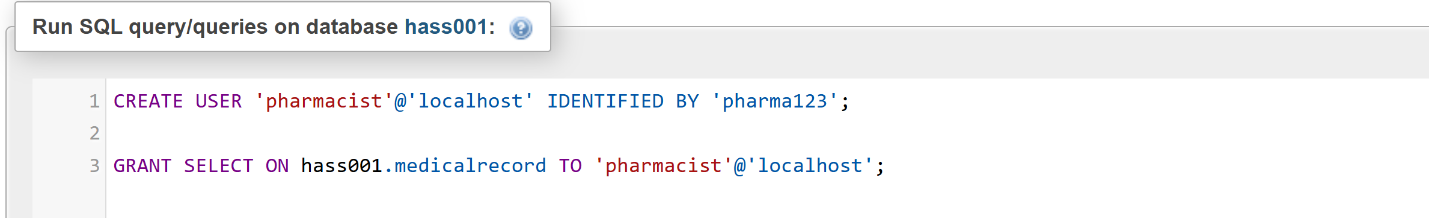 Run SQL query/queries on database hass001:
1 CREATE USER 'pharmacist'@'localhost' IDENTIFIED BY 'pharma123';
2
3 GRANT SELECT ON hass001.medicalrecord TO 'pharmacist'@'localhost';